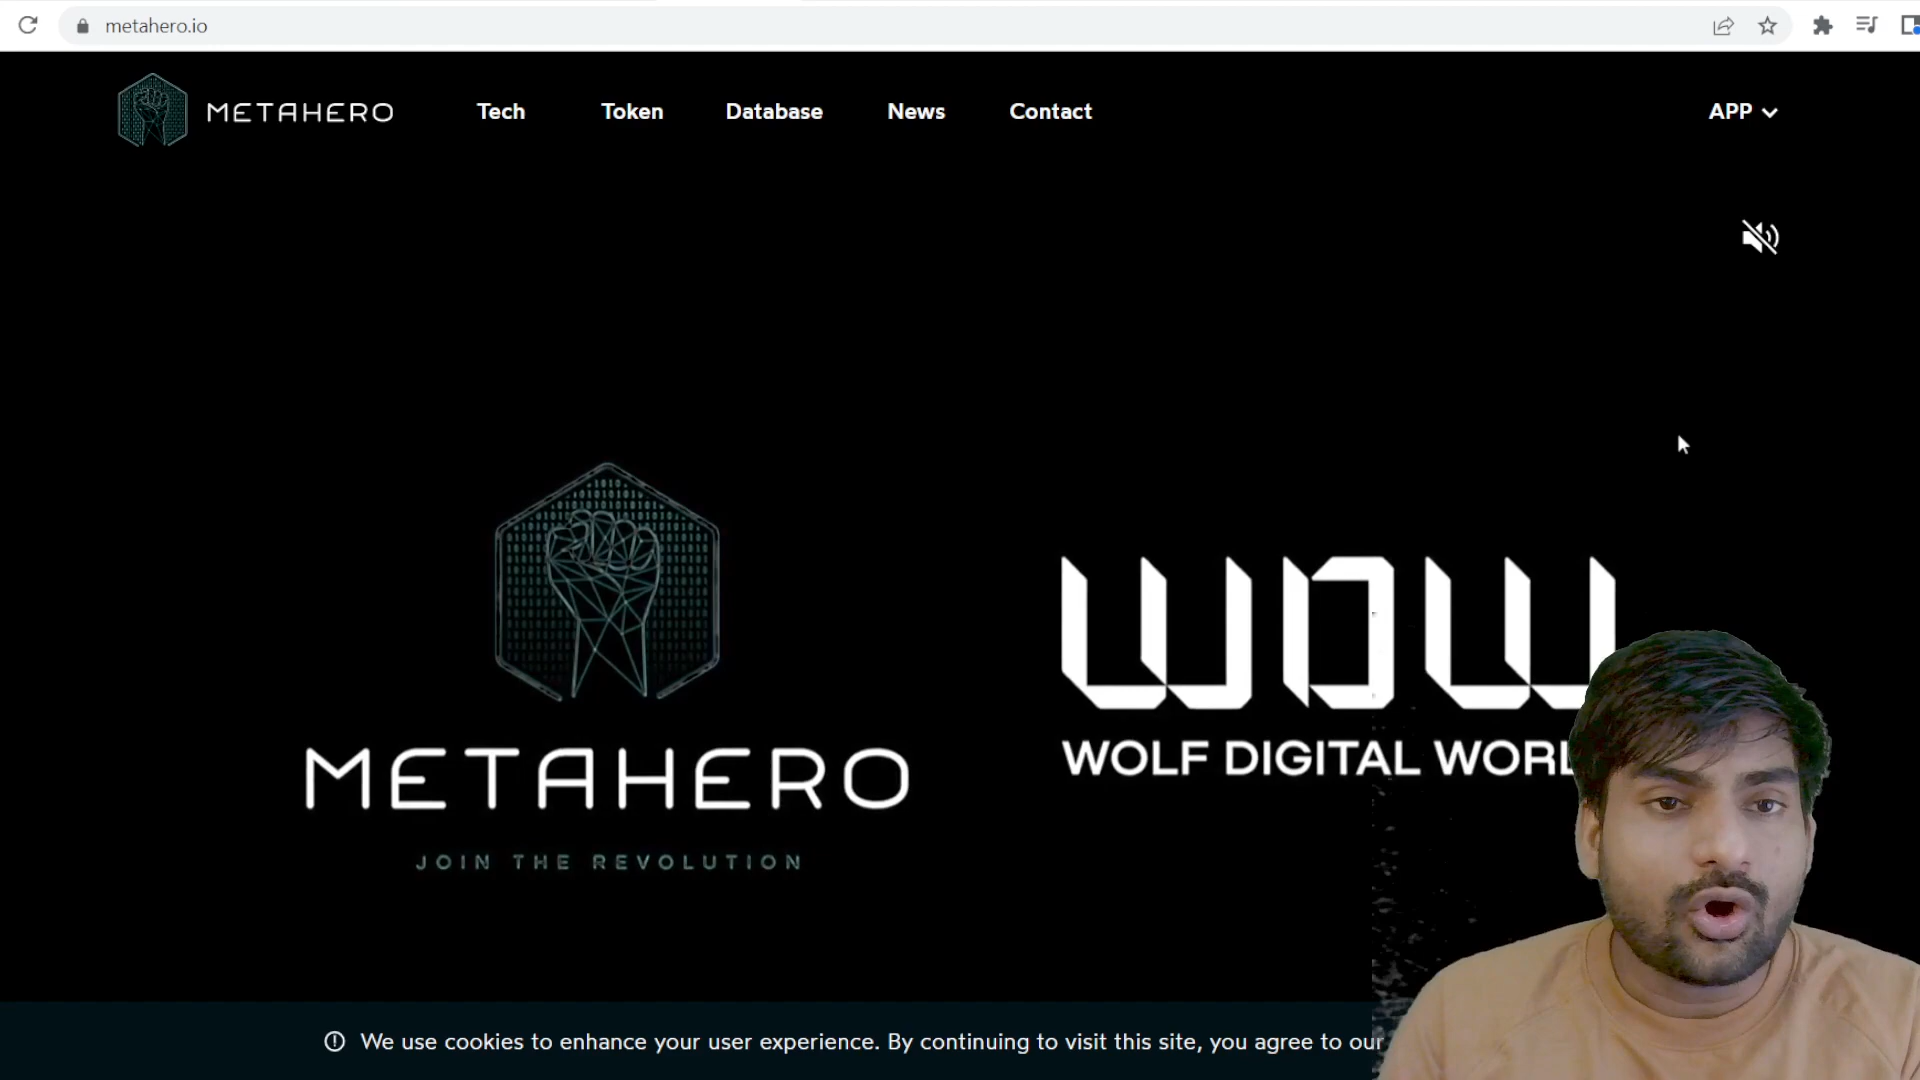 metahero.io
METAHERO
Tech
Token
Database
News
Contact
APP
METAHERO
JOIN THE REVOLUTION
WOW
WOLF DIGITAL
We use cookies to enhance your user experience. By continuing to visit this site, you agree to our